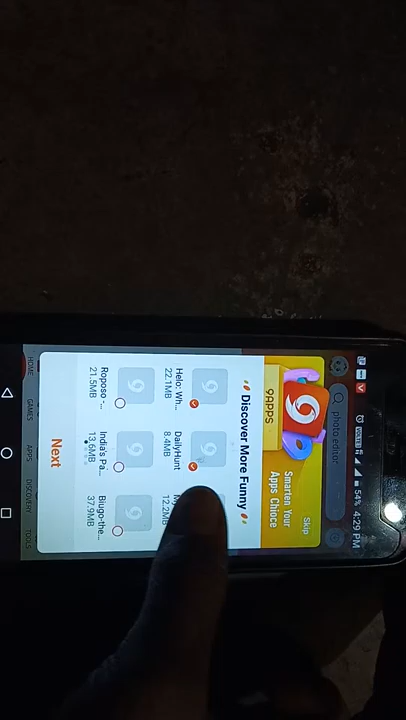 54% 4:29 PM
photo editor
Skip
9APPS
Smarten Your
Apps Chioce
Discover More Funny
Helo: Wh...
22.1MB
DailyHunt
8.4MB
12.2MB
Roposo -...
21.5MB
India's Pa...
13.6MB
Biugo-the...
37.9MB
Next
HOME
GAMES
APPS
DISCOVERY
TOOLS